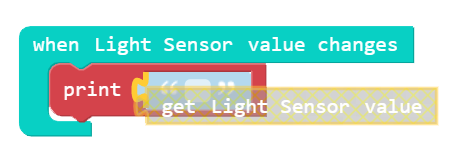 when Light Sensor value changes
print “ ”
get Light Sensor value